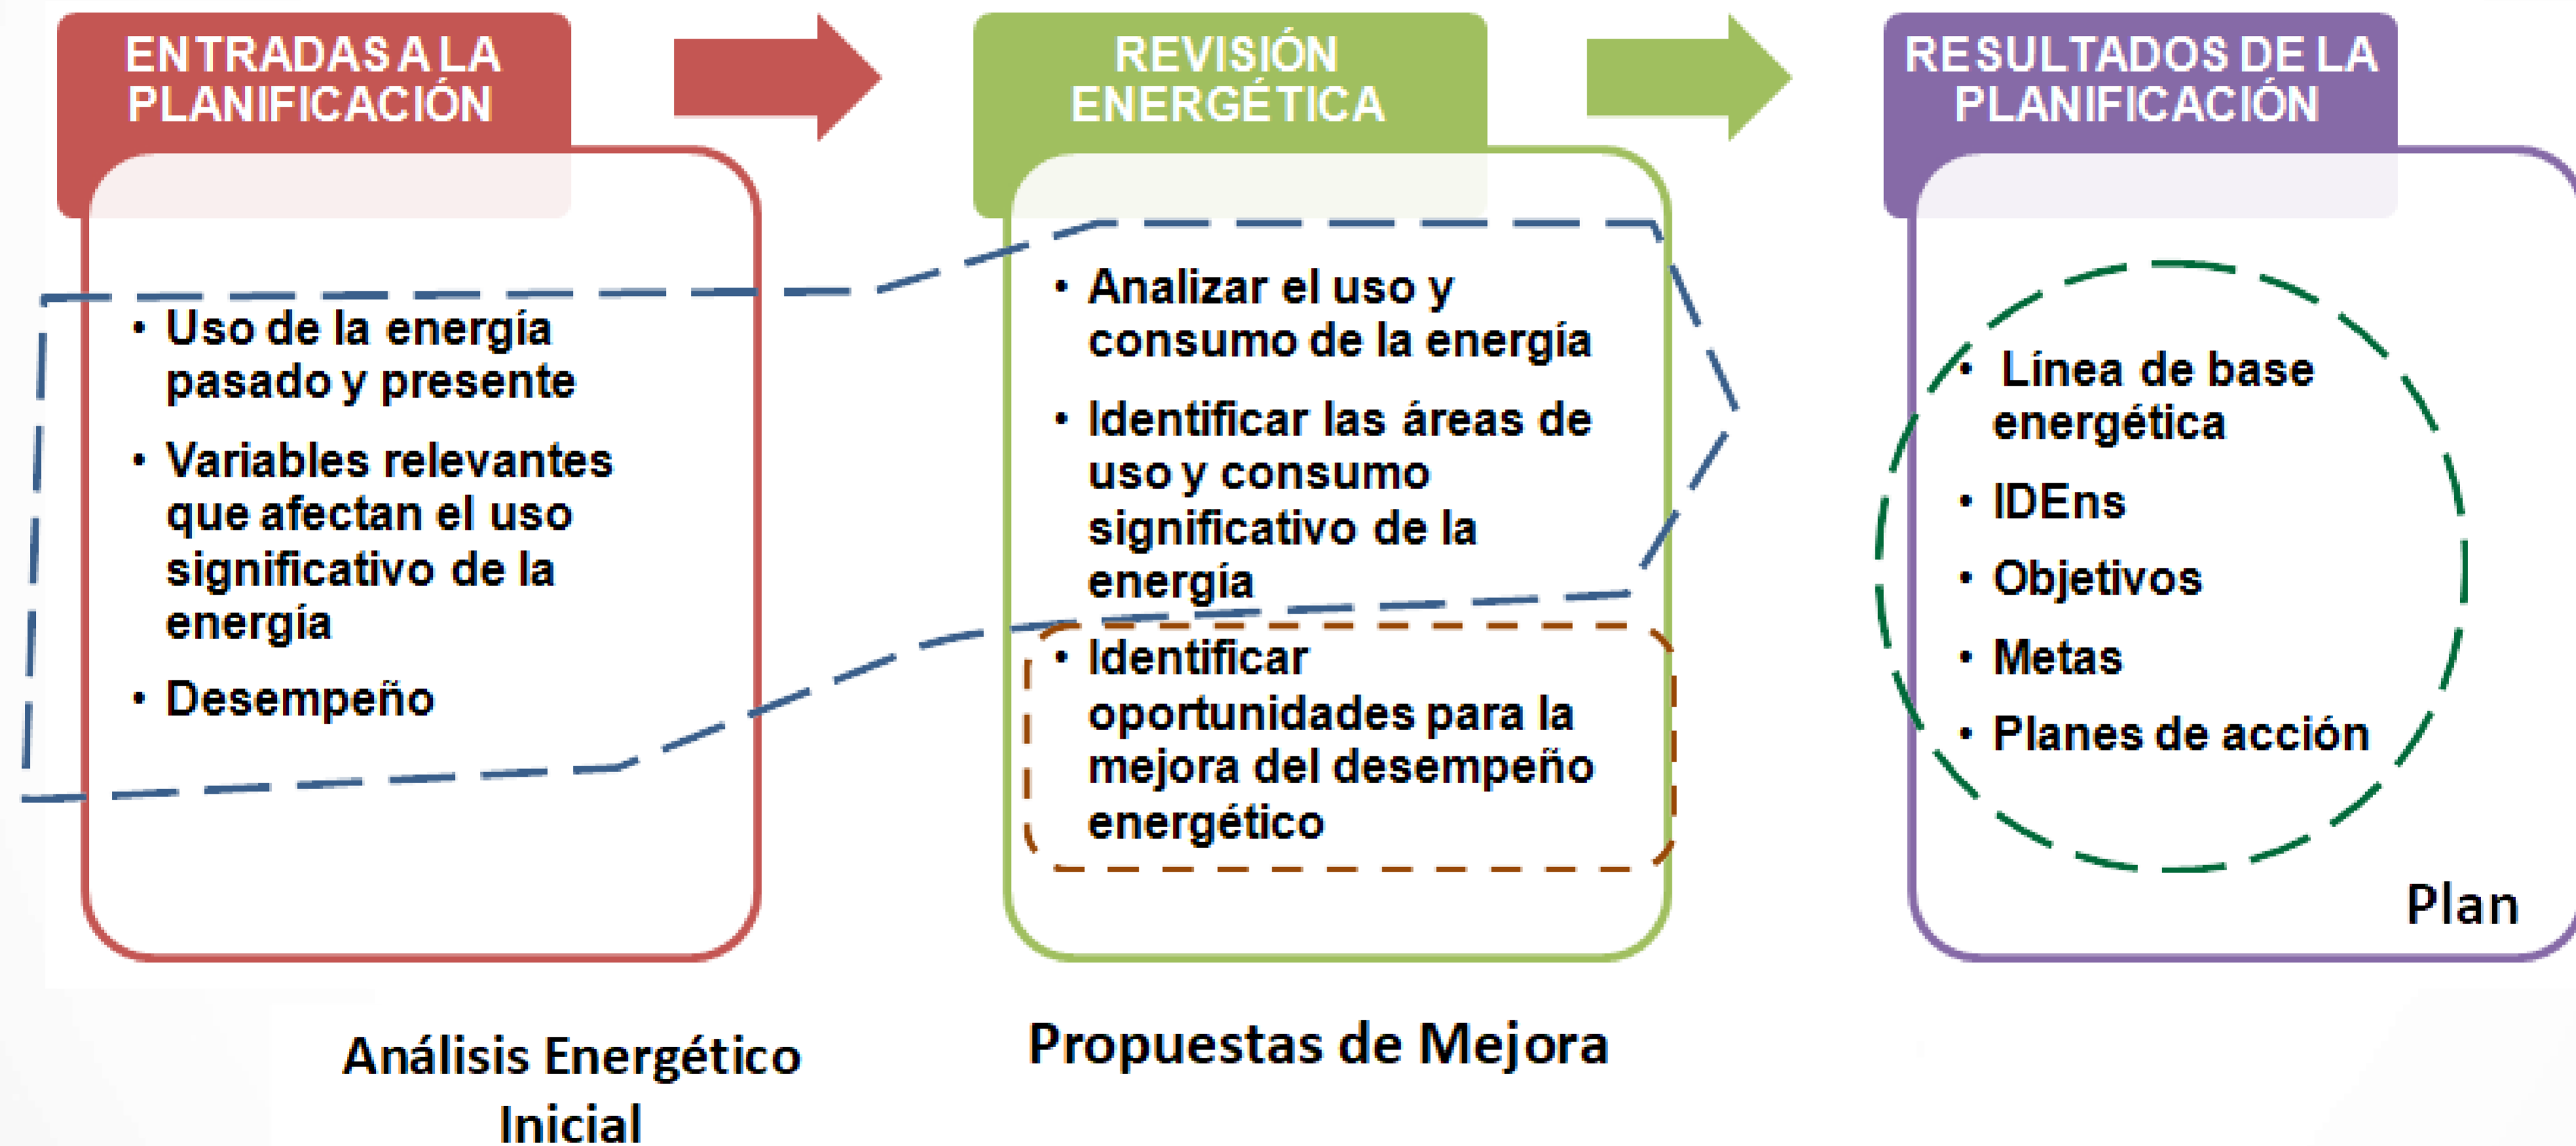 ENTRADAS A LA
PLANIFICACIÓN
• Uso de la energía
pasado y presente
• Variables relevantes
que afectan el uso
significativo de la
energía
• Desempeño
REVISIÓN
ENERGÉTICA
• Analizar el uso y
consumo de la energía
• Identificar las áreas de
uso y consumo
significativo de la
energía
• Identificar
oportunidades para la
mejora del desempeño
energético
RESULTADOS DE LA
PLANIFICACIÓN
• Línea de base
energética
• IDEns
• Objetivos
• Metas
• Planes de acción
Plan
Análisis Energético
Inicial
Propuestas de Mejora